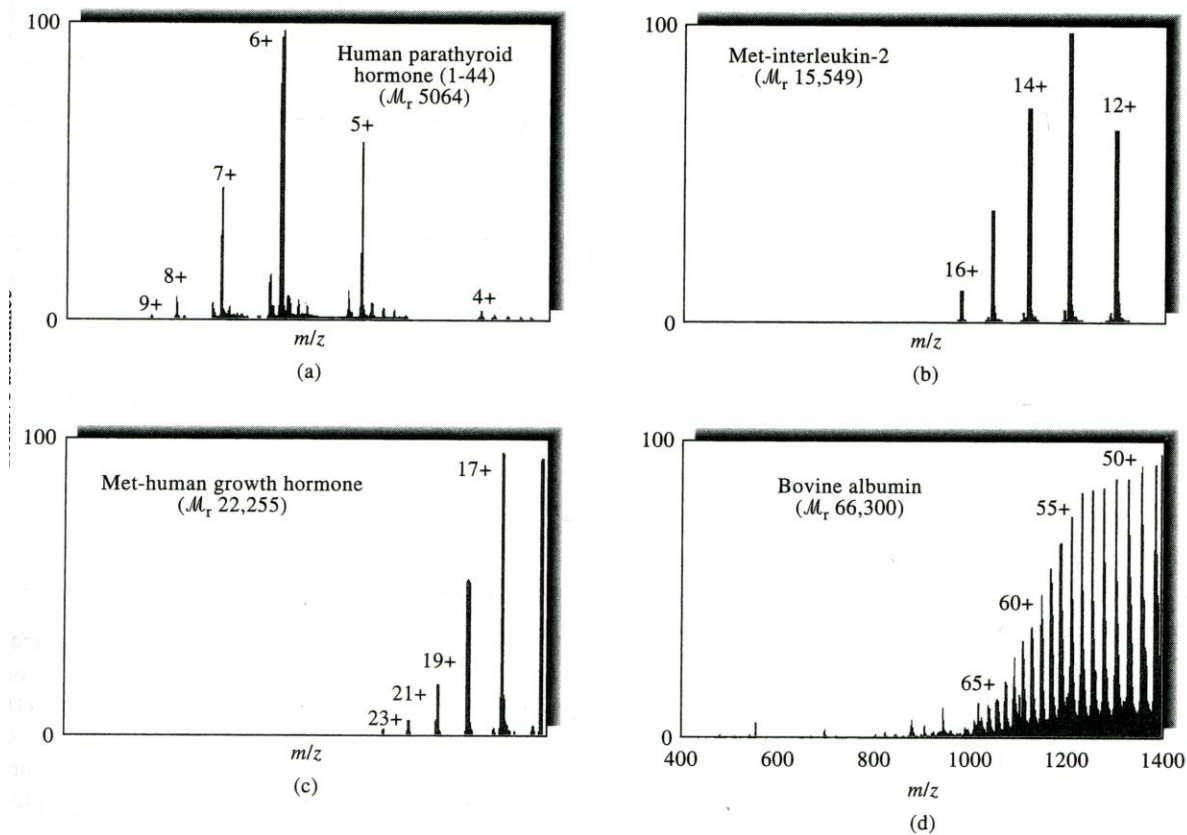 100
6+
Human parathyroid
hormone (1-44)
(ℳr 5064)
5+
7+
8+
9+
4+
0
m/z
(a)
100
Met-interleukin-2
(ℳr 15,549)
14+
12+
16+
0
m/z
(b)
100
17+
Met-human growth hormone
(ℳr 22,255)
19+
21+
23+
0
m/z
(c)
100
50+
Bovine albumin
(ℳr 66,300)
55+
60+
65+
0
400 600 800 1000 1200 1400
m/z
(d)